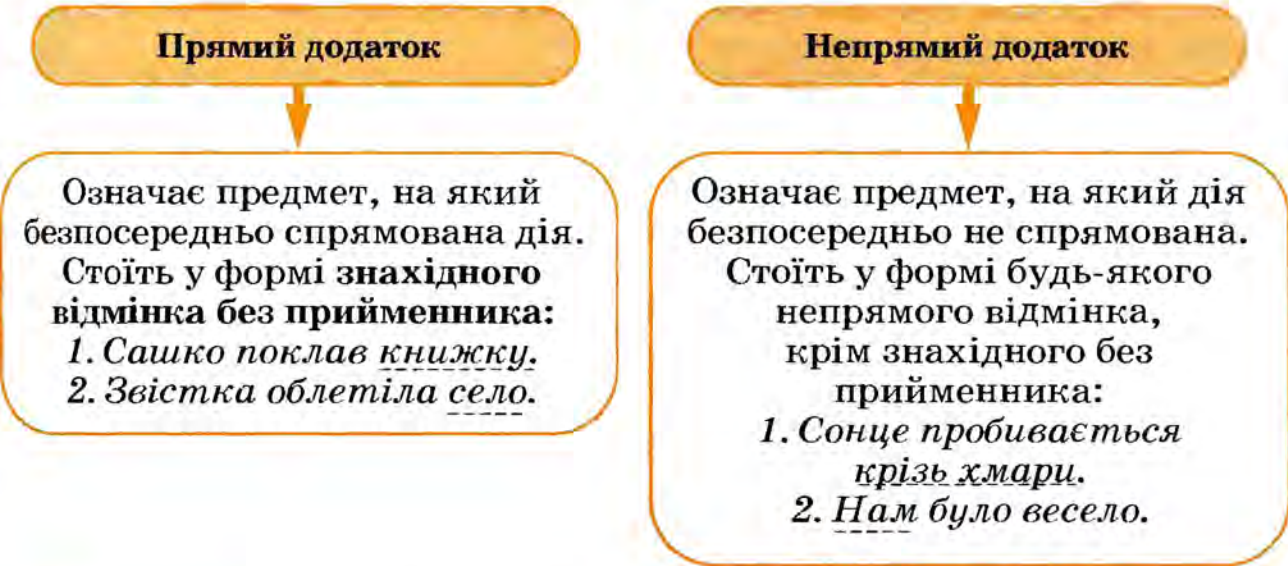 Прямий додаток
Означає предмет, на який
безпосередньо спрямована дія.
Стоїть у формі знахідного
відмінка без прийменника:
1. Сашко поклав книжку.
2. Звістка облетіла село.
Непрямий додаток
Означає предмет, на який дія
безпосередньо не спрямована.
Стоїть у формі будь-якого
непрямого відмінка,
крім знахідного без
прийменника:
1. Сонце пробивається
крізь хмари.
2. Нам було весело.